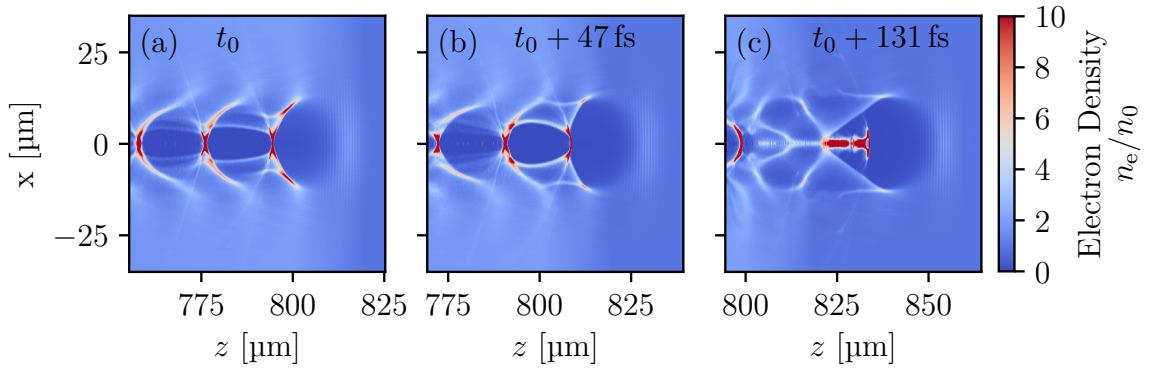 (a) t₀
(b) t₀ + 47 fs
(c) t₀ + 131 fs
25
0
−25
x [µm]
775 800 825
775 800 825
800 825 850
z [µm]
z [µm]
z [µm]
10
8
6
4
2
0
Electron Density
nₑ/n₀